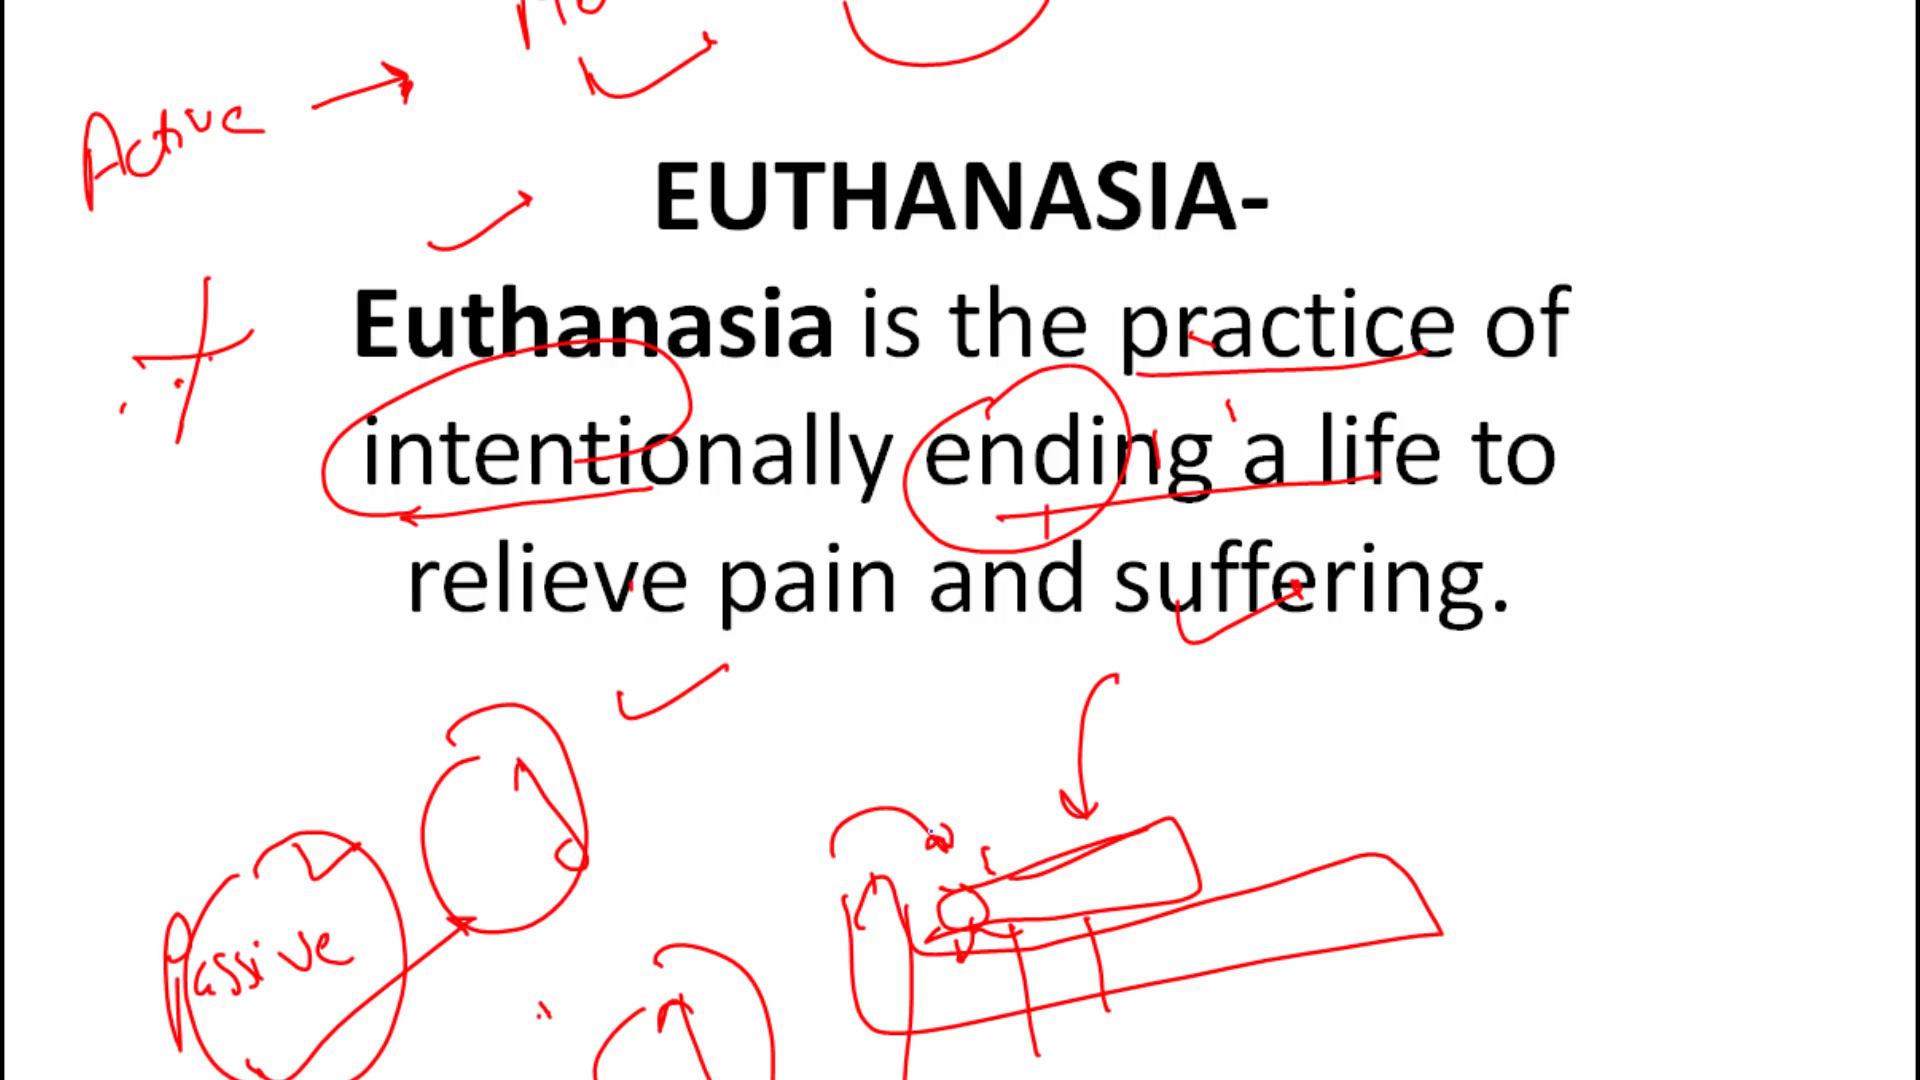 Active
EUTHANASIA-
Euthanasia is the practice of
intentionally ending a life to
relieve pain and suffering.
Passive